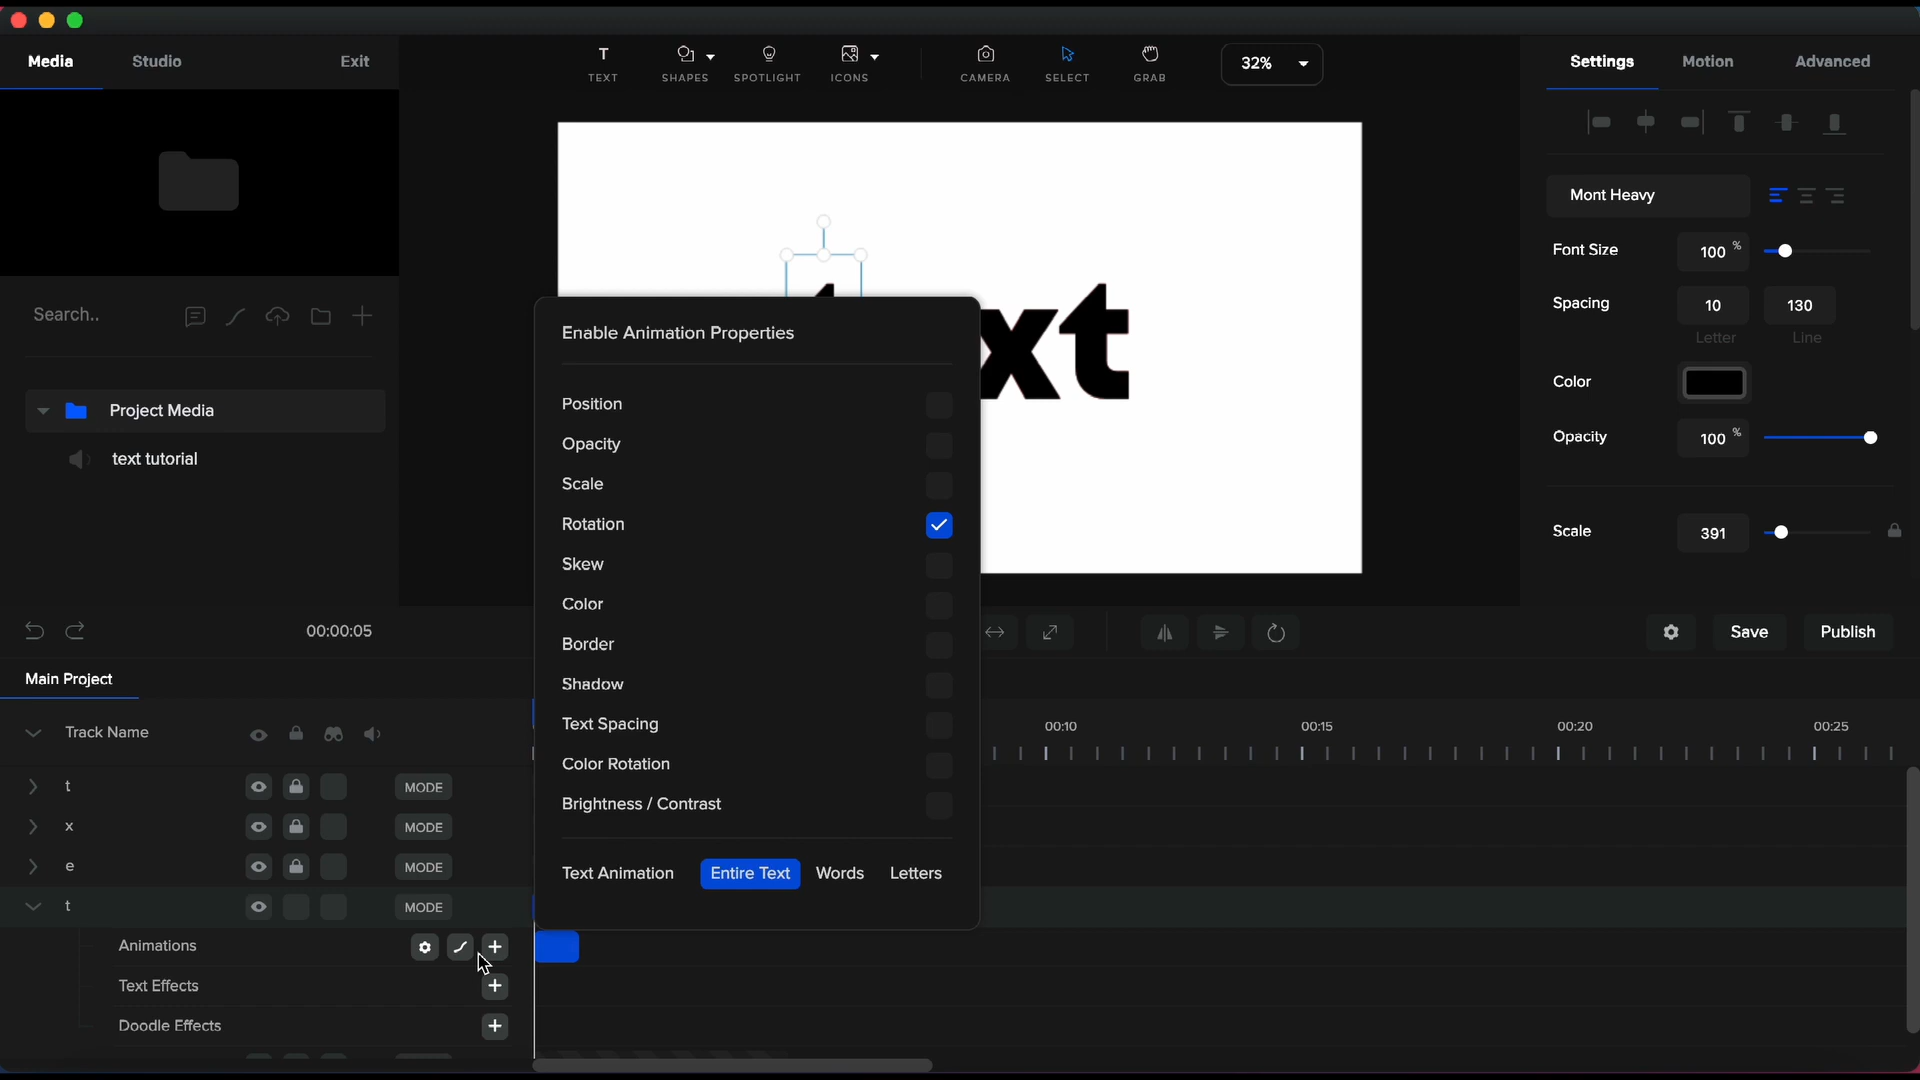 Media
Studio
Exit
TEXT
SHAPES
SPOTLIGHT
ICONS
CAMERA
SELECT
GRAB
32%
Settings
Motion
Advanced
Search..
Project Media
text tutorial
xt
Enable Animation Properties
Position
Opacity
Scale
Rotation
Skew
Color
Border
Shadow
Text Spacing
Color Rotation
Brightness / Contrast
Text Animation
Entire Text
Words
Letters
Mont Heavy
Font Size
100 %
Spacing
10
130
Letter
Line
Color
Opacity
100 %
Scale
391
00:00:05
Save
Publish
Main Project
Track Name
00:10
00:15
00:20
00:25
t
MODE
x
MODE
e
MODE
t
MODE
Animations
Text Effects
Doodle Effects